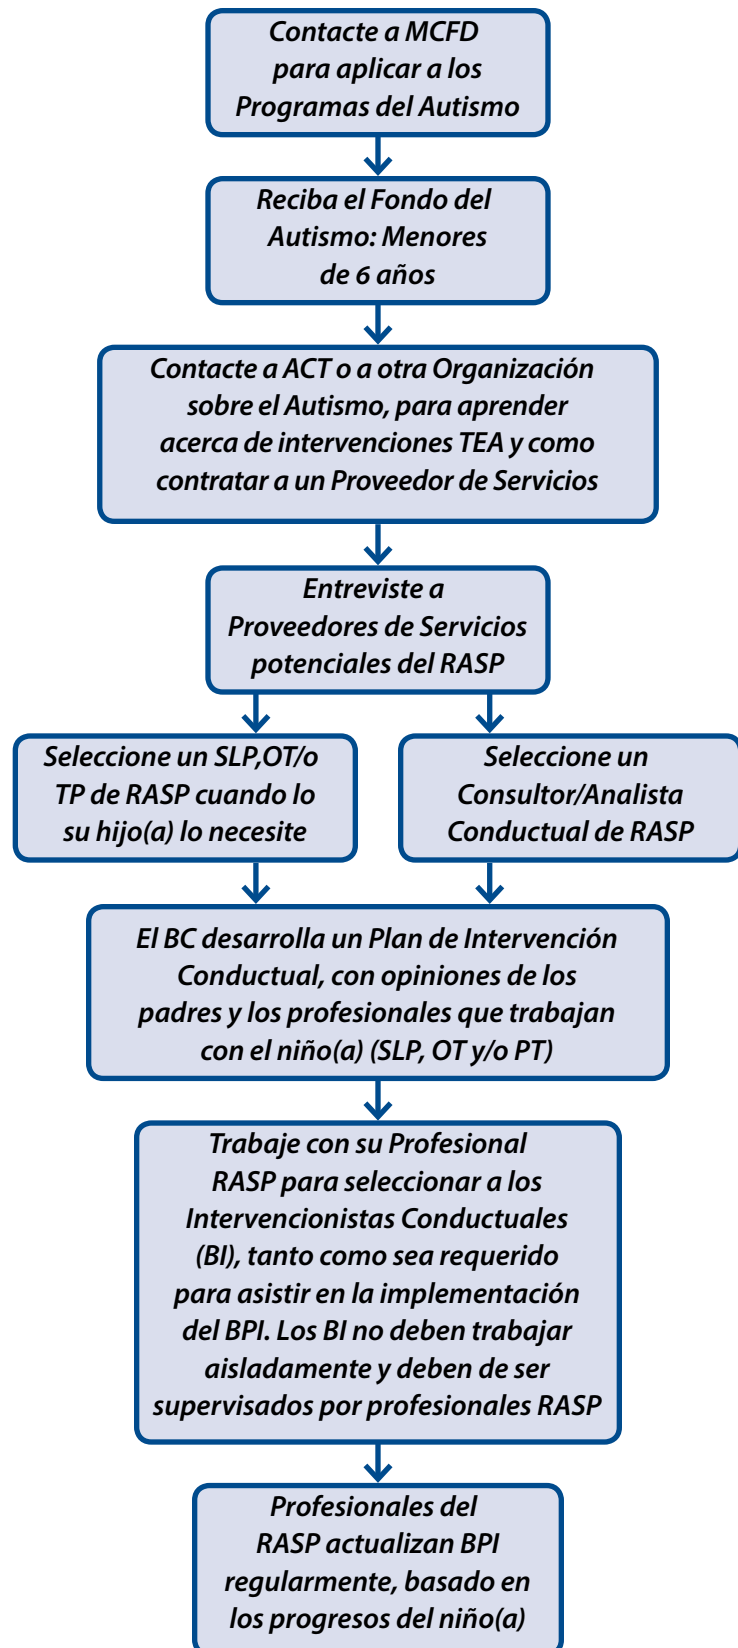 Contacte a MCFD
para aplicar a los
Programas del Autismo
Reciba el Fondo del
Autismo: Menores
de 6 años
Contacte a ACT o a otra Organización
sobre el Autismo, para aprender
acerca de intervenciones TEA y como
contratar a un Proveedor de Servicios
Entreviste a
Proveedores de Servicios
potenciales del RASP
Seleccione un SLP,OT/o
TP de RASP cuando lo
su hijo(a) lo necesite
Seleccione un
Consultor/Analista
Conductual de RASP
El BC desarrolla un Plan de Intervención
Conductual, con opiniones de los
padres y los profesionales que trabajan
con el niño(a) (SLP, OT y/o PT)
Trabaje con su Profesional
RASP para seleccionar a los
Intervencionistas Conductuales
(BI), tanto como sea requerido
para asistir en la implementación
del BPI. Los BI no deben trabajar
aisladamente y deben de ser
supervisados por profesionales RASP
Profesionales del
RASP actualizan BPI
regularmente, basado en
los progresos del niño(a)